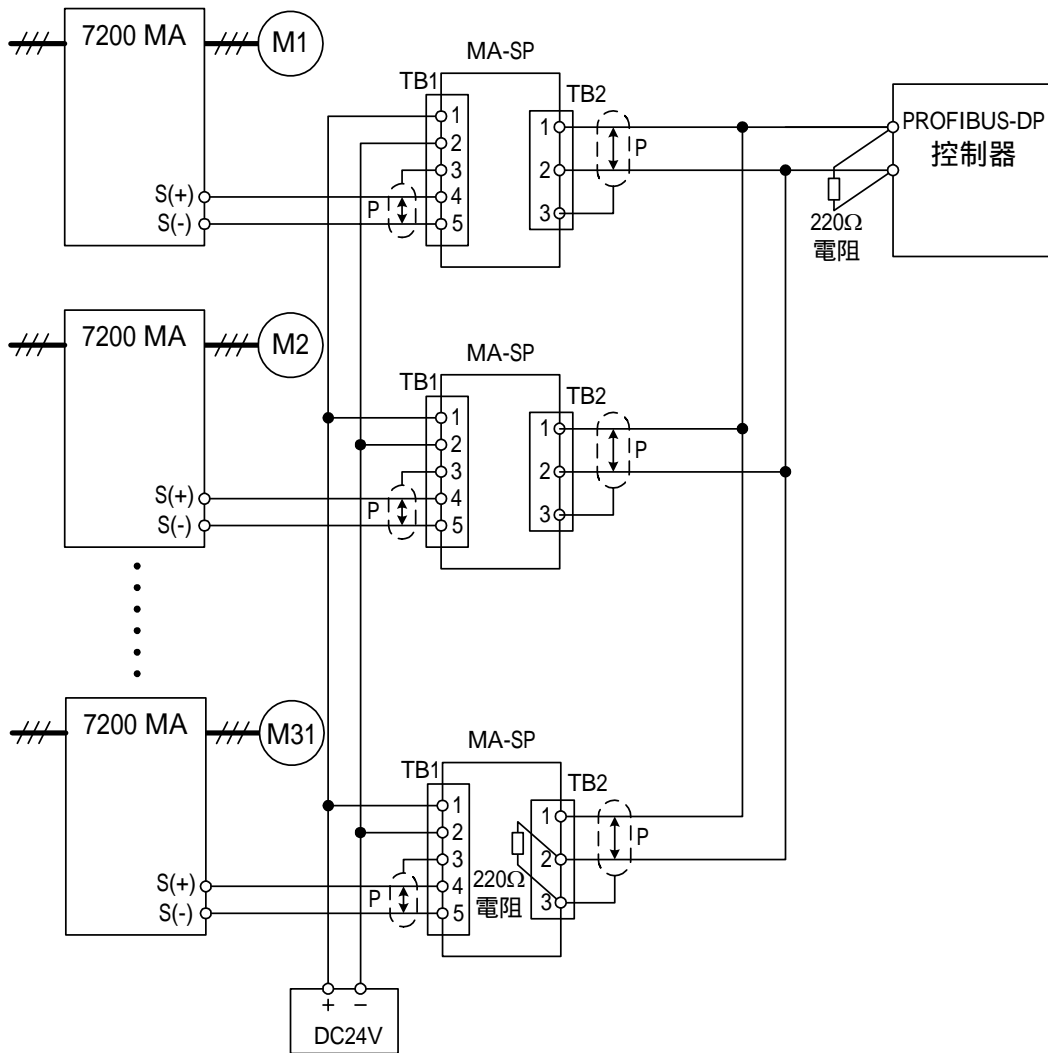 7200 MA
M1
S(+)
S(-)
P
MA-SP
TB1
1
2
3
4
5
TB2
1
2
3
P
PROFIBUS-DP
控制器
220Ω
電阻
7200 MA
M2
S(+)
S(-)
P
MA-SP
TB1
1
2
3
4
5
TB2
1
2
3
P
7200 MA
M31
S(+)
S(-)
P
MA-SP
TB1
1
2
3
4
5
220Ω
電阻
TB2
1
2
3
P
+ −
DC24V